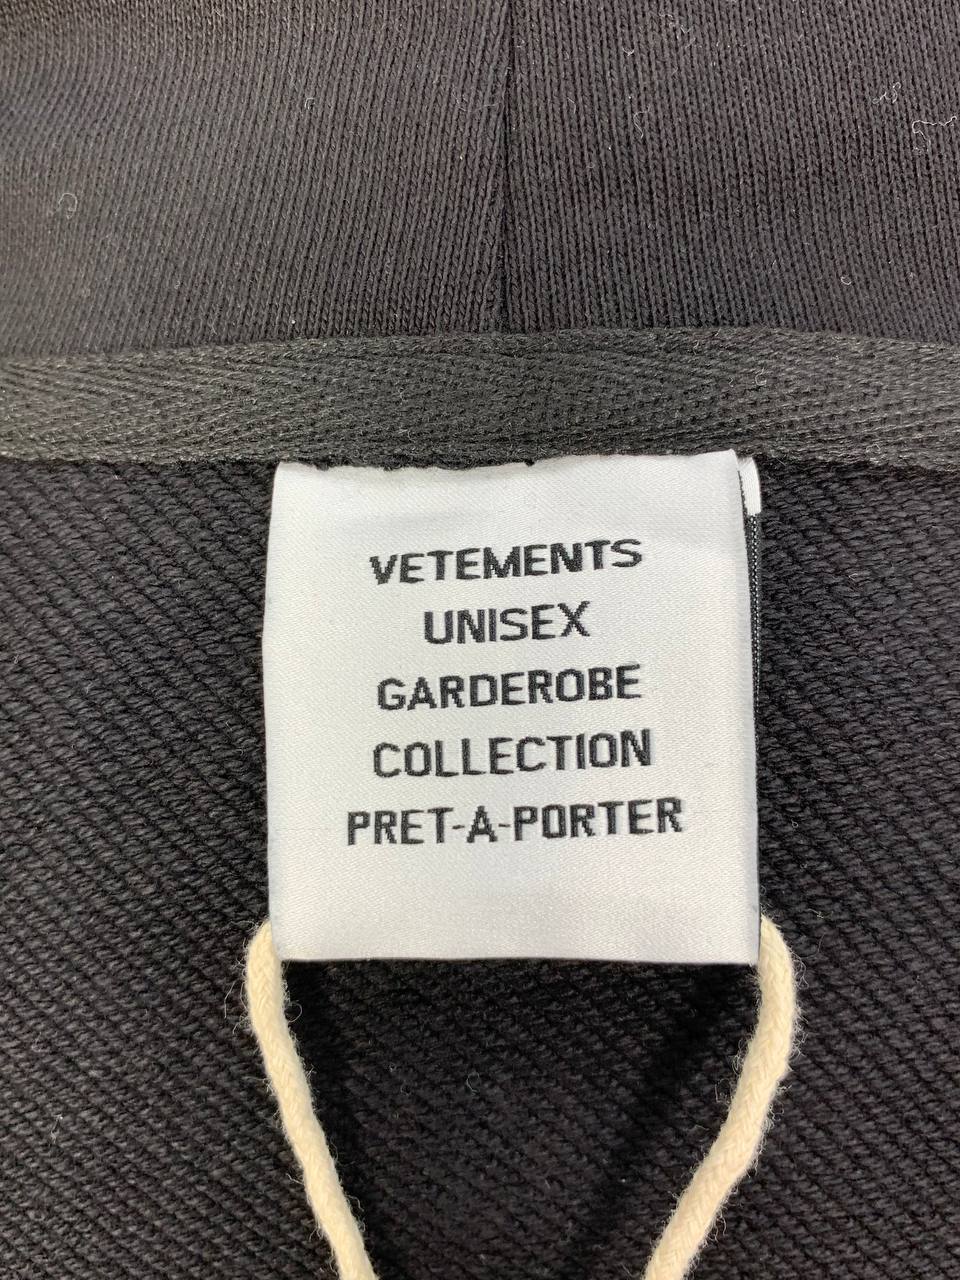 VETEMENTS
UNISEX
GARDEROBE
COLLECTION
PRET-A-PORTER